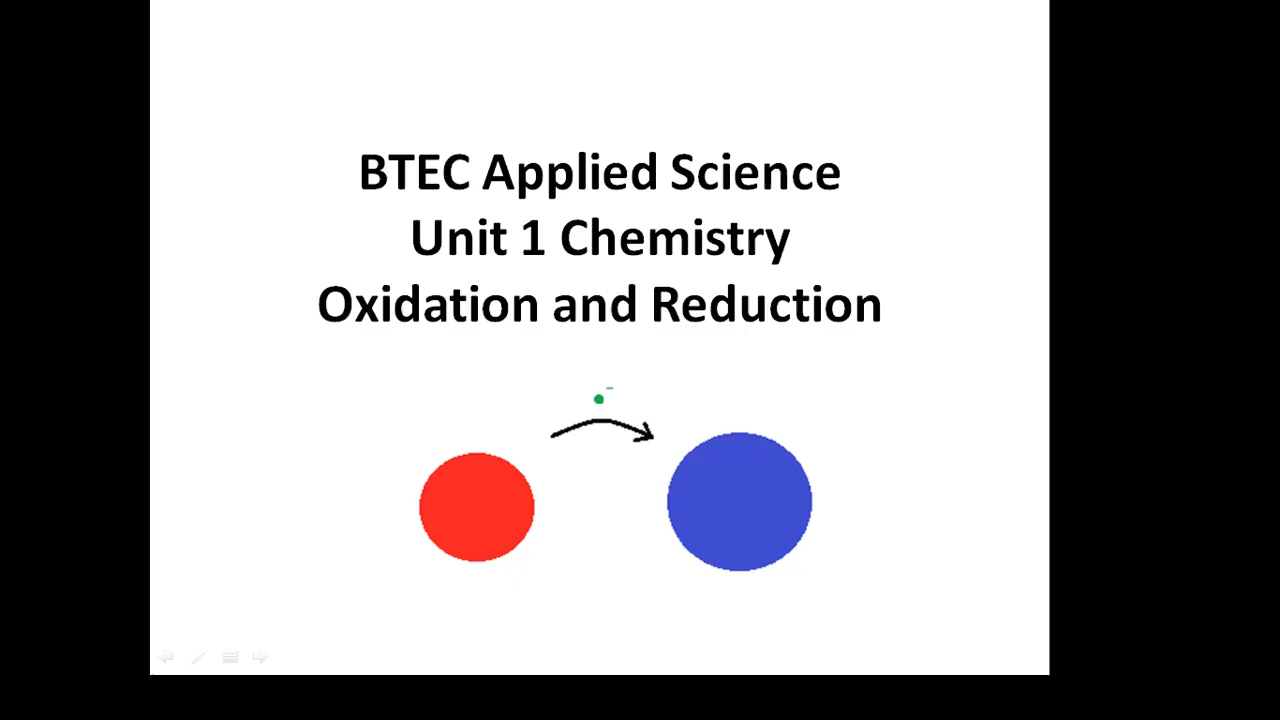 BTEC Applied Science
Unit 1 Chemistry
Oxidation and Reduction
-